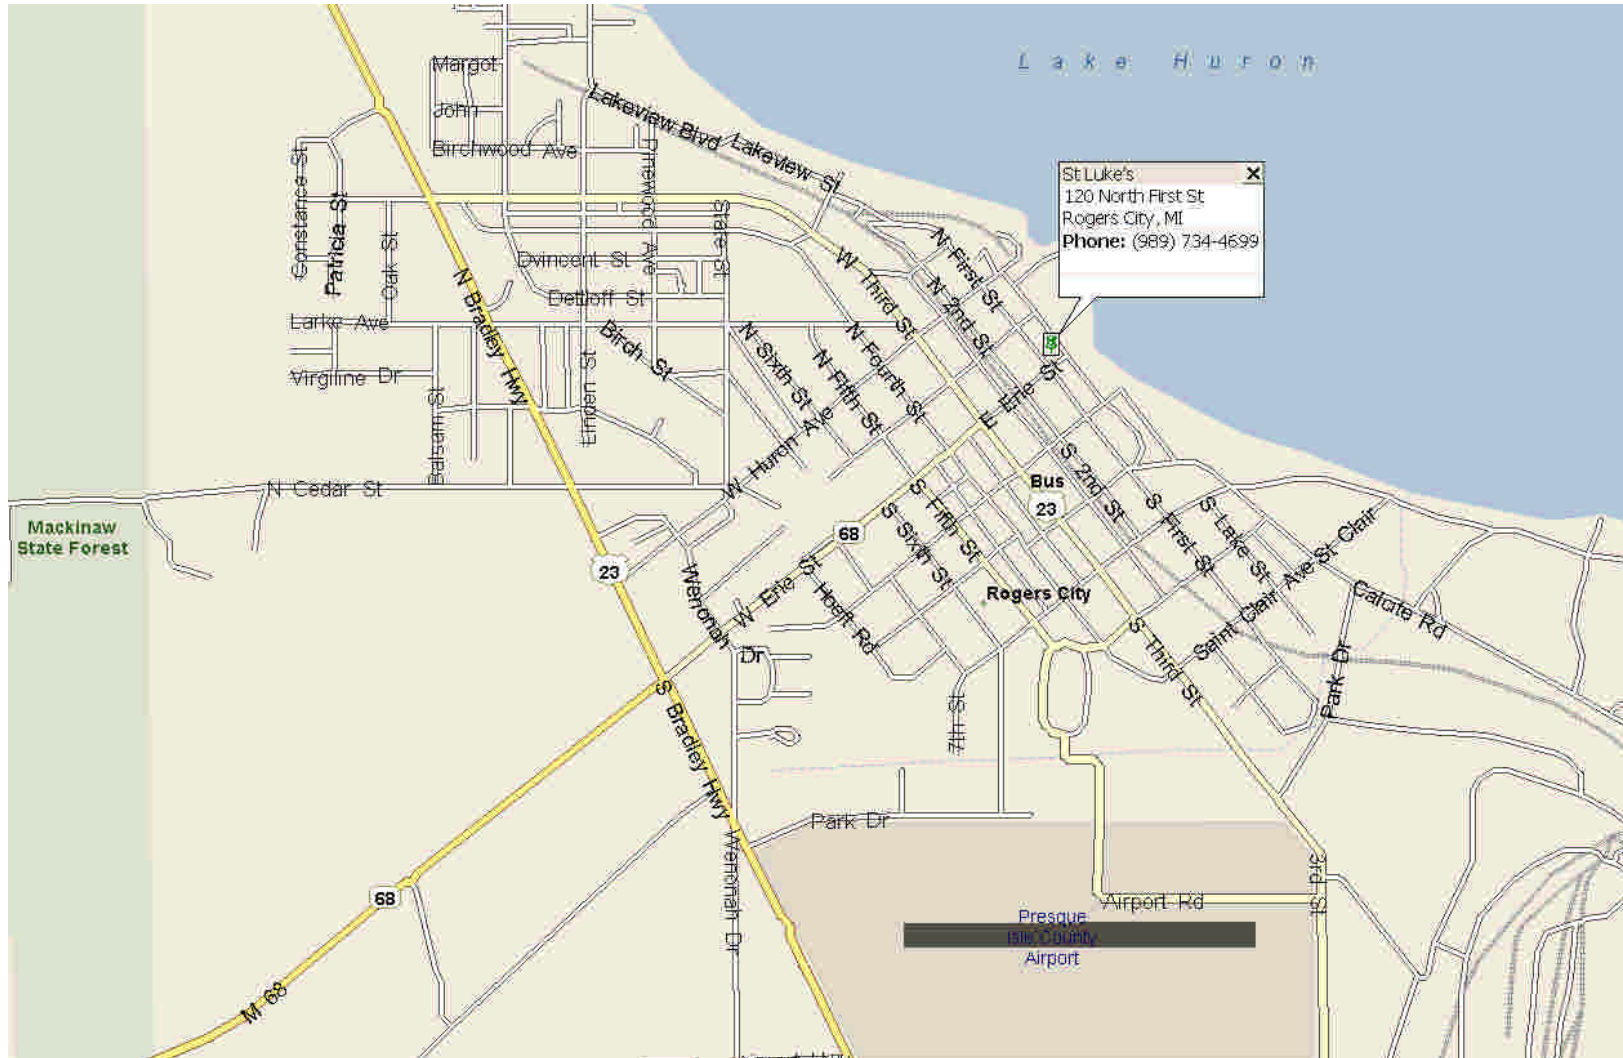 Lake Huron
Margot
John
Birchwood Ave
Lakeview Blvd
Lakeview St
Pinewood Ave
State St
Constance St
Patricia St
Oak St
St Luke's
120 North First St
Rogers City, MI
Phone: (989) 734-4699
N First St
N 2nd St
W Third St
Dvincent St
Dettloff St
N Bradley Hwy
Larke Ave
Birch St
N Sixth St
N Fifth St
N Fourth St
Virgiline Dr
Balsam St
Linden St
E Erie St
W Huron Ave
N Cedar St
Mackinaw
State Forest
Bus
23
S 2nd St
S First St
S Lake St
S Fifth St
S Sixth St
68
23
Wenonah
Dr
W Erie St
S Hoeft Rd
Rogers City
Saint Clair Ave
St Clair
Calcite Rd
S Third St
Park Dr
7th St
S Bradley Hwy
Park Dr
Wenonah Dr
3rd St
68
Airport Rd
Presque
Isle County
Airport
M 68